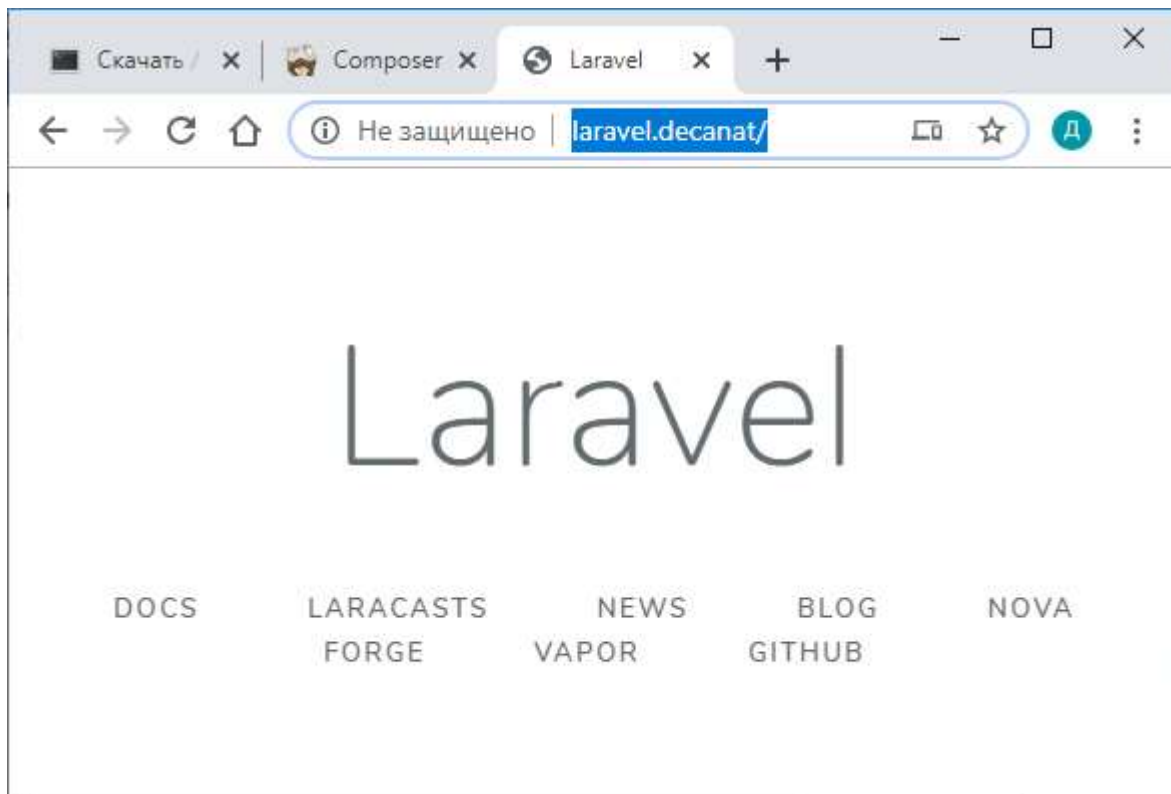 Скачать / Composer Laravel
Не защищено laravel.decanat/ Д
Laravel
DOCS LARACASTS NEWS BLOG NOVA
FORGE VAPOR GITHUB